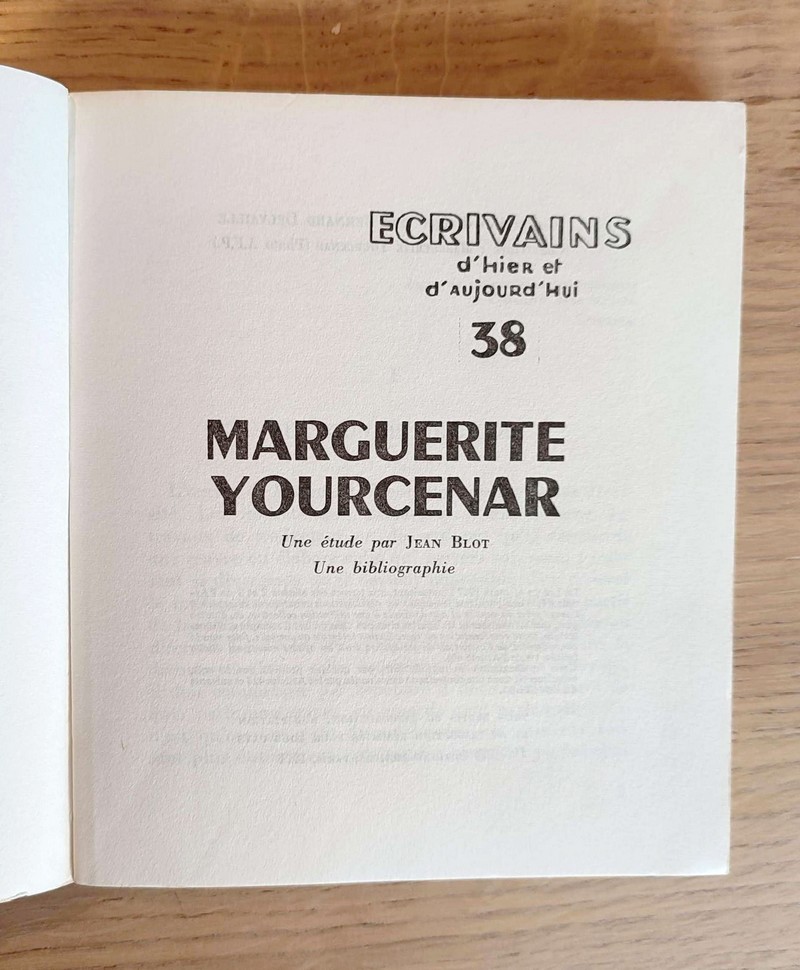 ECRIVAINS
d'HIER et
d'AUJOURd'HUI
38
MARGUERITE
YOURCENAR
Une étude par JEAN BLOT
Une bibliographie